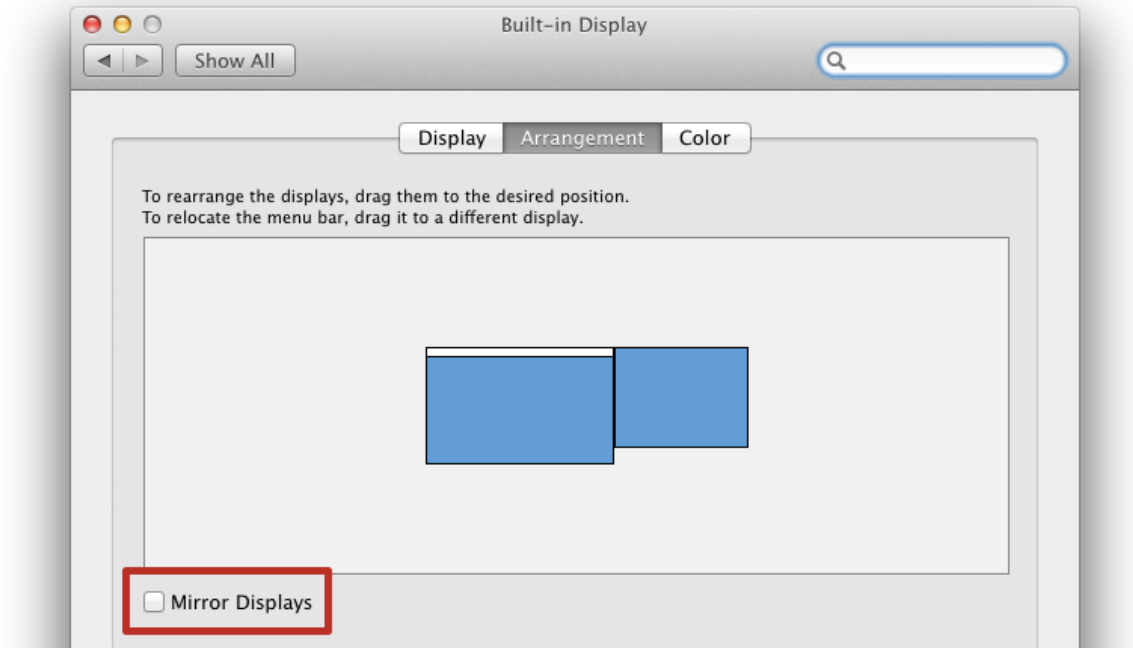 Built-in Display
Show All
Display Arrangement Color
To rearrange the displays, drag them to the desired position.
To relocate the menu bar, drag it to a different display.
Mirror Displays